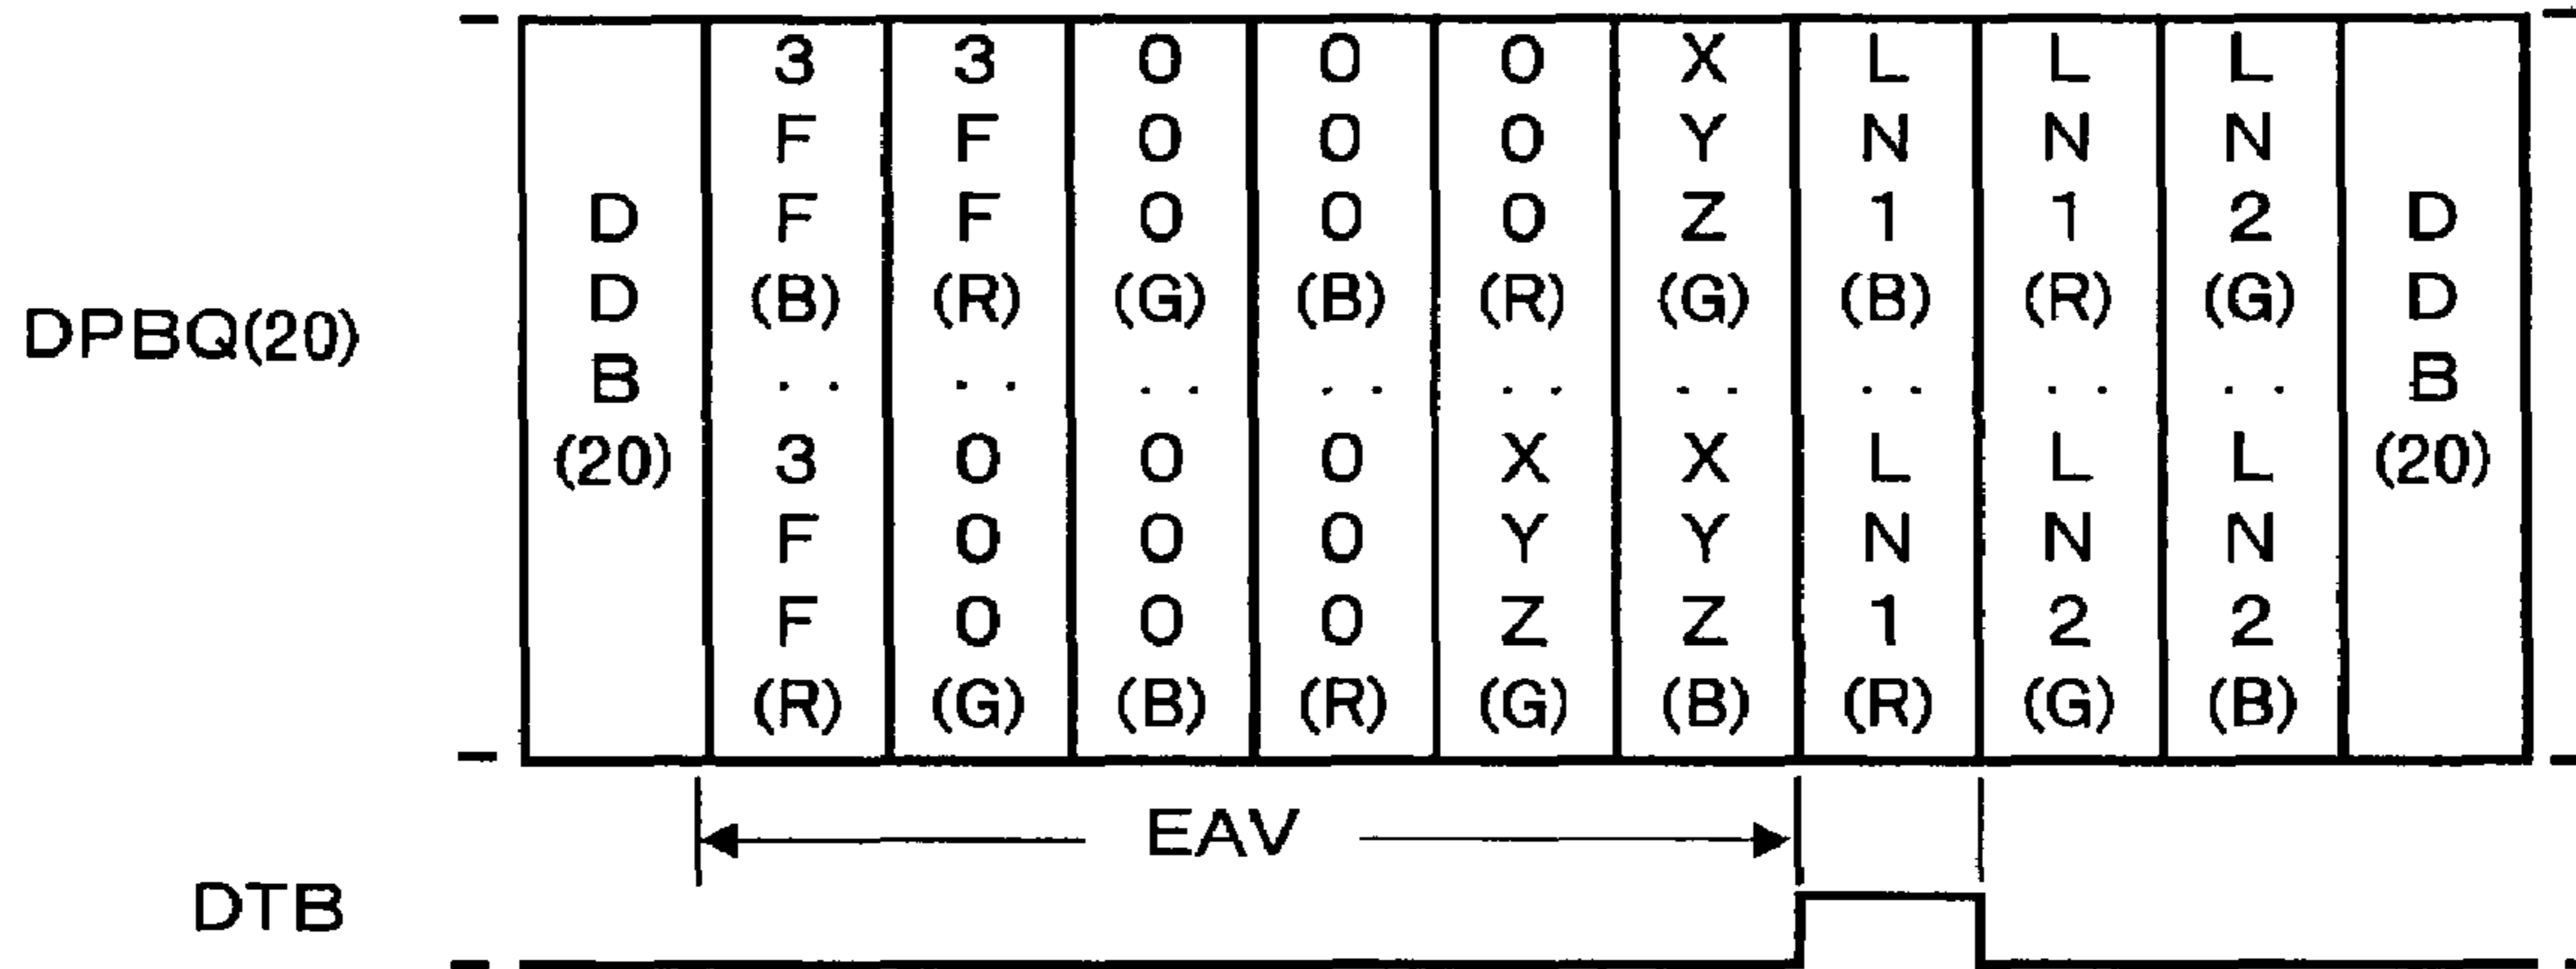 3 3 0 0 0 X L L L
F F 0 0 0 Y N N N
D F F 0 0 0 Z 1 1 2 D
D (B) (R) (G) (B) (R) (G) (B) (R) (G) D
DPBQ(20)
B .. .. .. .. .. .. .. .. .. B
(20) 3 0 0 0 X X L L L (20)
F 0 0 0 Y Y N N N
F 0 0 0 Z Z 1 2 2
(R) (G) (B) (R) (G) (B) (R) (G) (B)
EAV
DTB